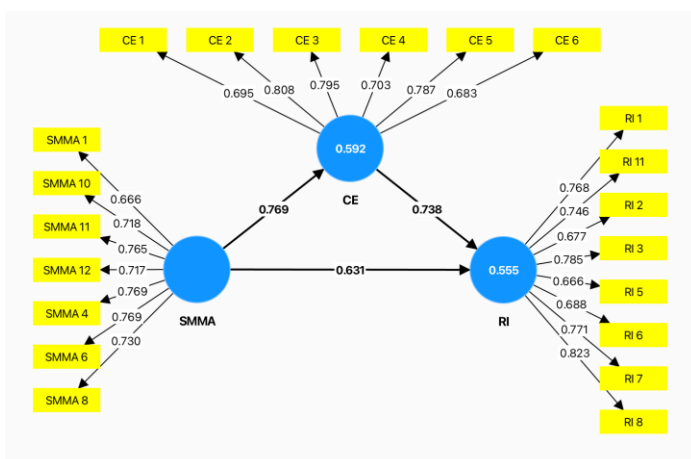 CE 1
CE 2
CE 3
CE 4
CE 5
CE 6
0.695
0.808
0.795
0.703
0.787
0.683
SMMA 1
SMMA 10
SMMA 11
SMMA 12
SMMA 4
SMMA 6
SMMA 8
0.666
0.718
0.765
0.717
0.769
0.769
0.730
SMMA
0.592
CE
0.769
0.738
0.631
0.555
RI
0.768
0.746
0.677
0.785
0.666
0.688
0.771
0.823
RI 1
RI 11
RI 2
RI 3
RI 5
RI 6
RI 7
RI 8